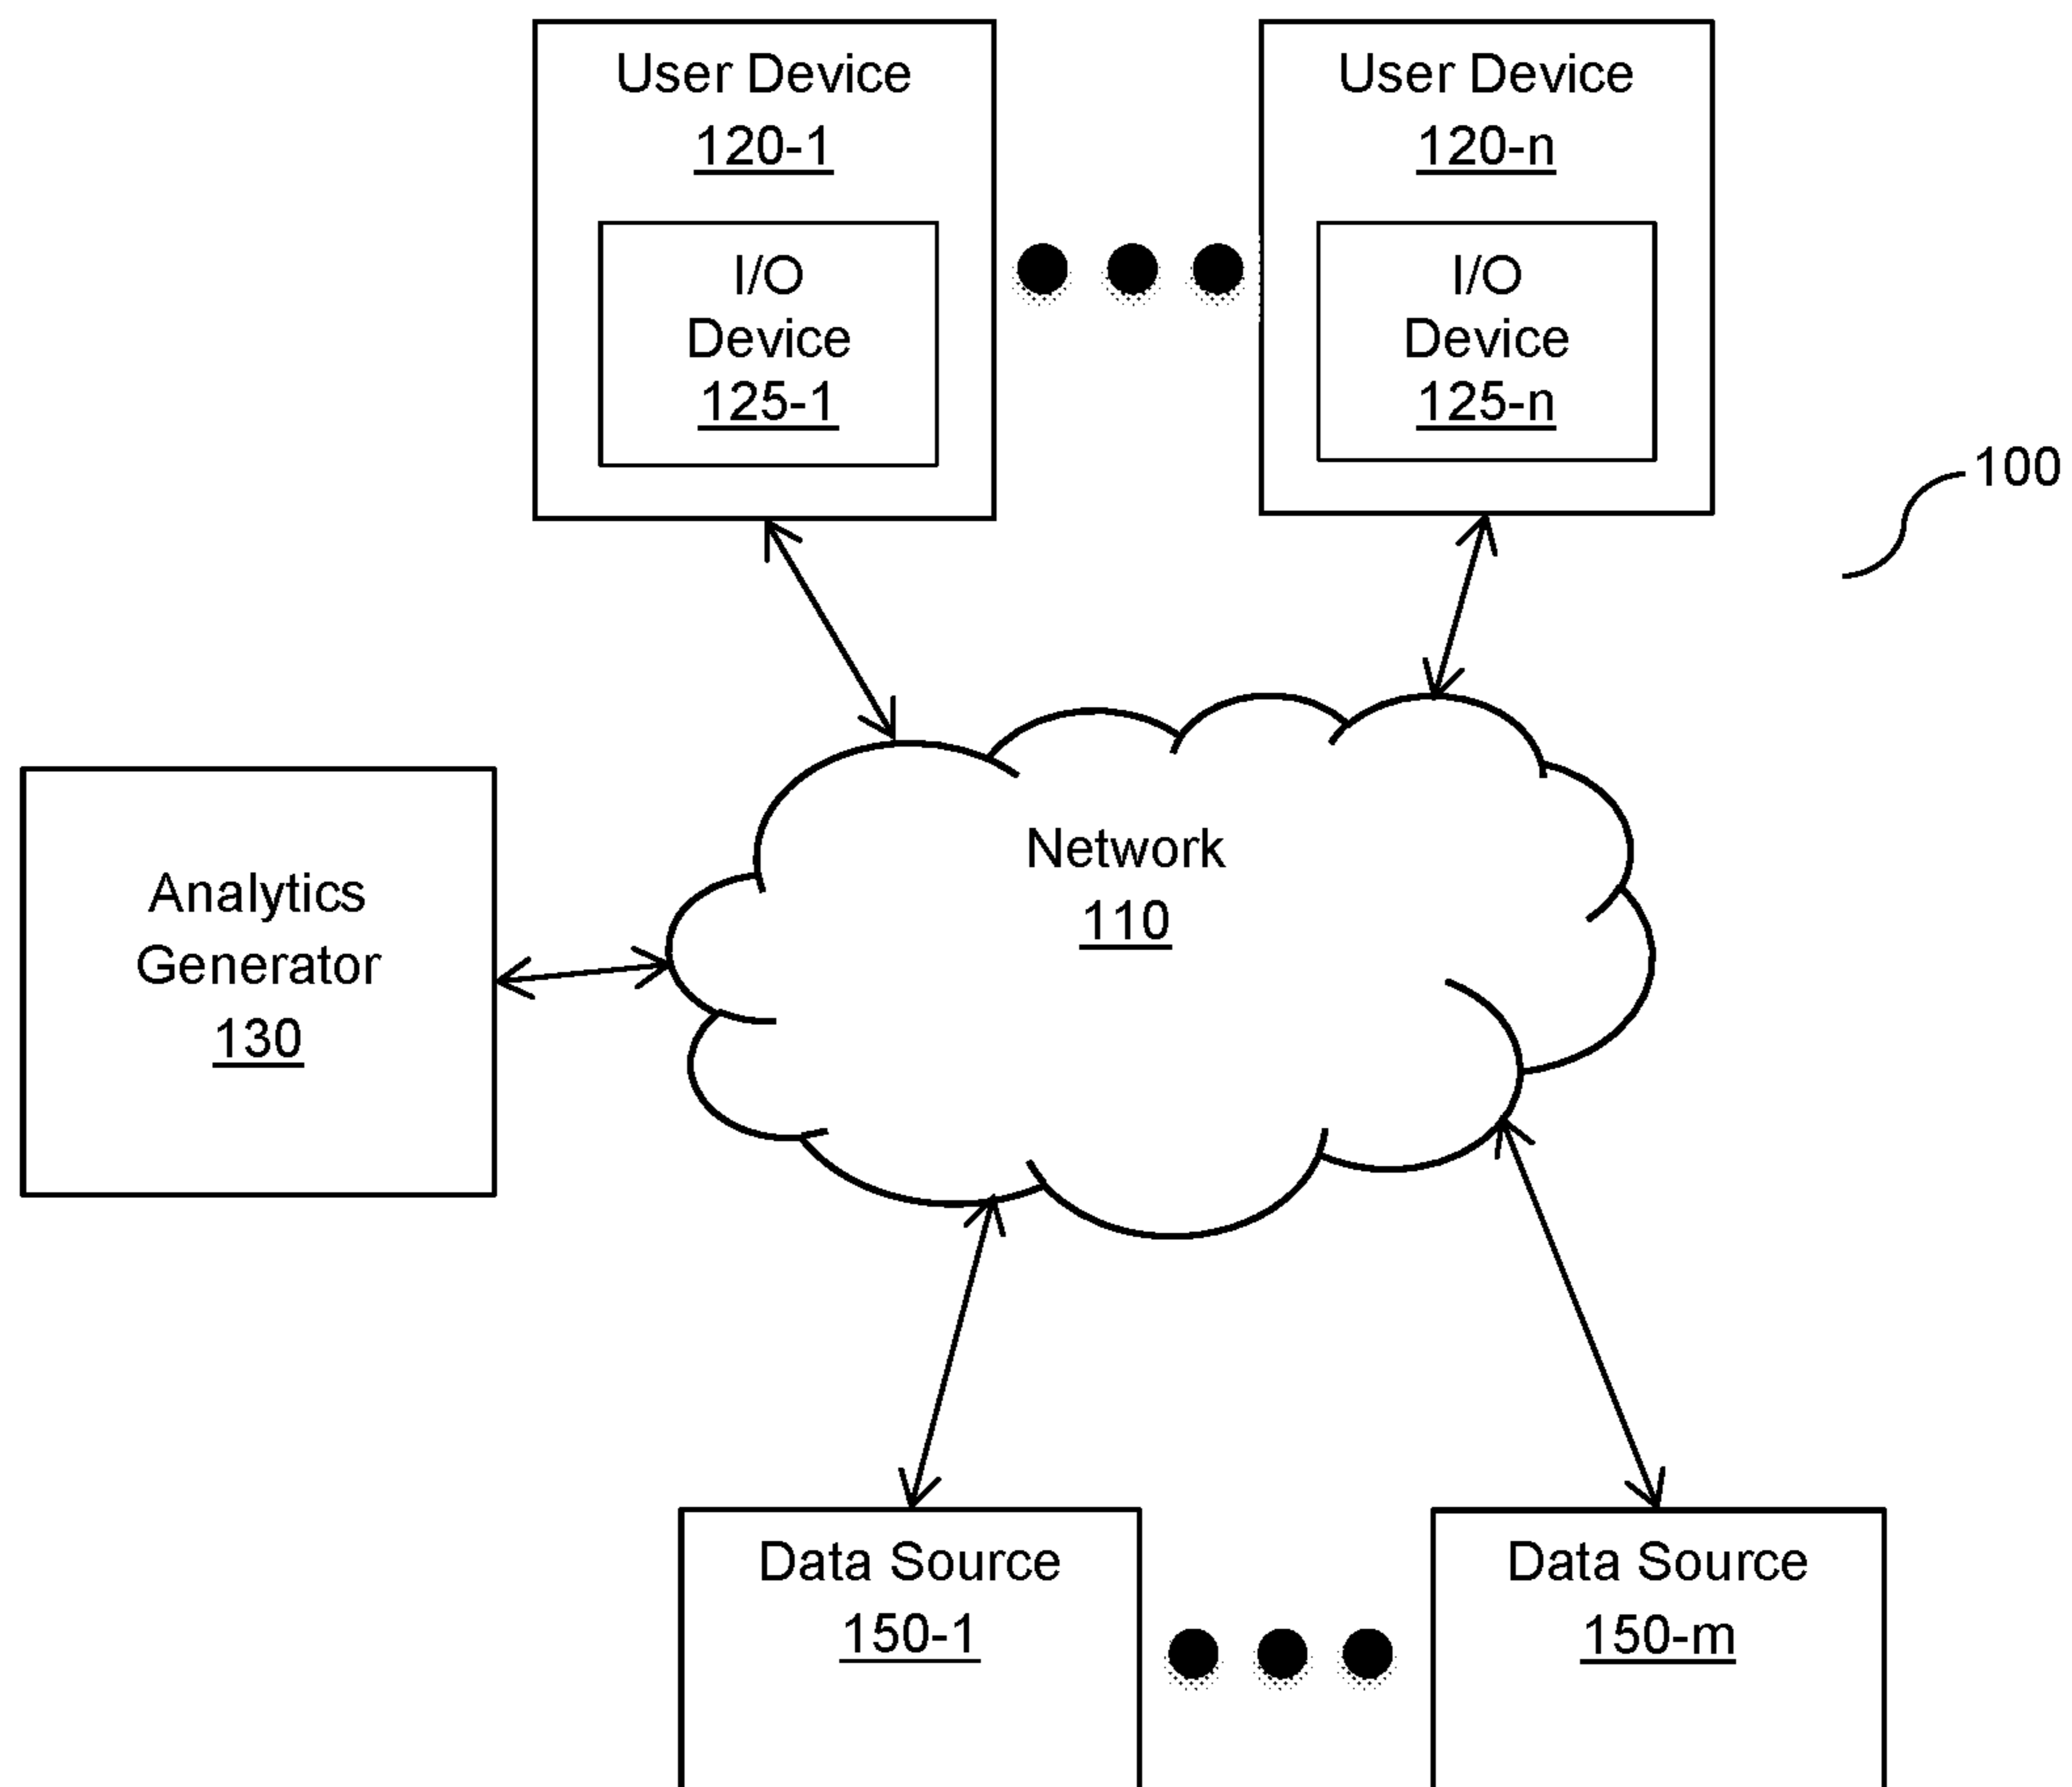 User Device
120-1
I/O
Device
125-1
User Device
120-n
I/O
Device
125-n
100
Network
110
Analytics
Generator
130
Data Source
150-1
Data Source
150-m